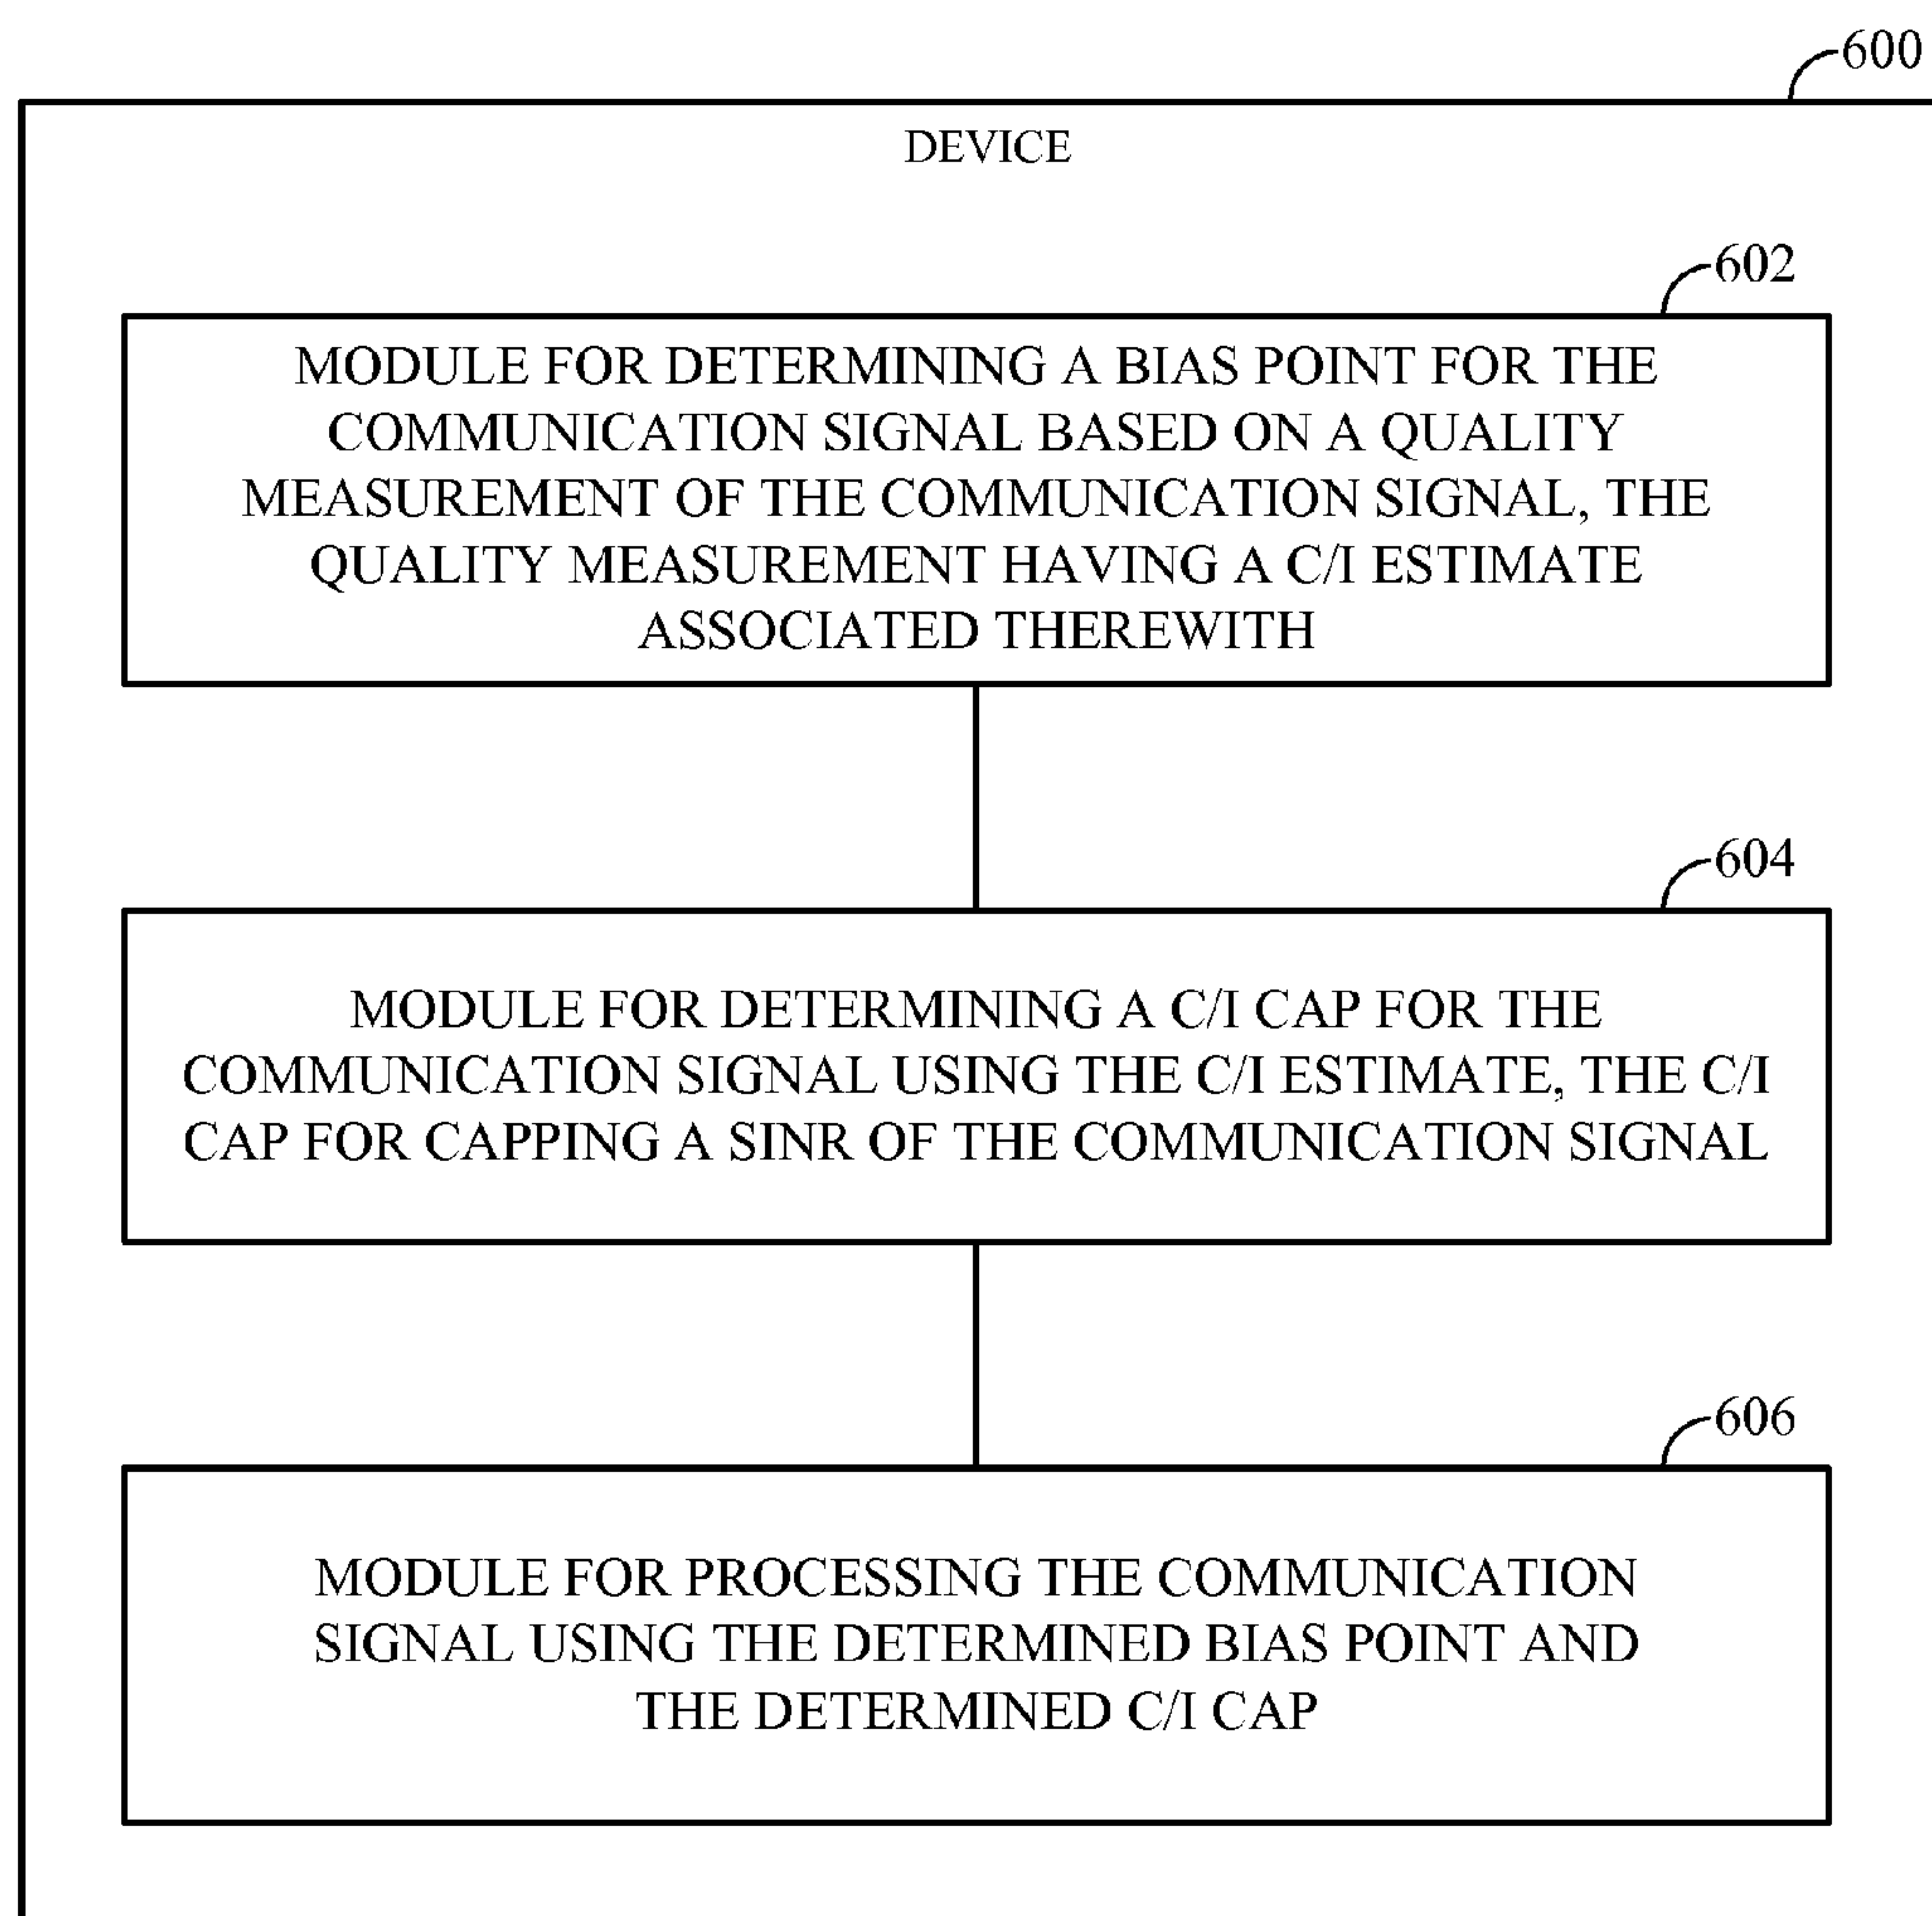 600
DEVICE
602
MODULE FOR DETERMINING A BIAS POINT FOR THE
COMMUNICATION SIGNAL BASED ON A QUALITY
MEASUREMENT OF THE COMMUNICATION SIGNAL, THE
QUALITY MEASUREMENT HAVING A C/I ESTIMATE
ASSOCIATED THEREWITH
604
MODULE FOR DETERMINING A C/I CAP FOR THE
COMMUNICATION SIGNAL USING THE C/I ESTIMATE, THE C/I
CAP FOR CAPPING A SINR OF THE COMMUNICATION SIGNAL
606
MODULE FOR PROCESSING THE COMMUNICATION
SIGNAL USING THE DETERMINED BIAS POINT AND
THE DETERMINED C/I CAP